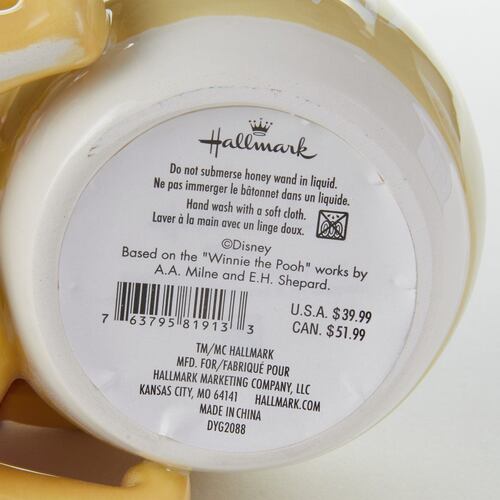 Hallmark
Do not submerse honey wand in liquid.
Ne pas immerger le bâtonnet dans un liquide.
Hand wash with a soft cloth.
Laver à la main avec un linge doux.
©Disney
Based on the "Winnie the Pooh" works by
A.A. Milne and E.H. Shepard.
U.S.A. $39.99
CAN. $51.99
7 63795 81913 3
TM/MC HALLMARK
MFD. FOR/FABRIQUÉ POUR
HALLMARK MARKETING COMPANY, LLC
KANSAS CITY, MO 64141 HALLMARK.COM
MADE IN CHINA
DYG2088